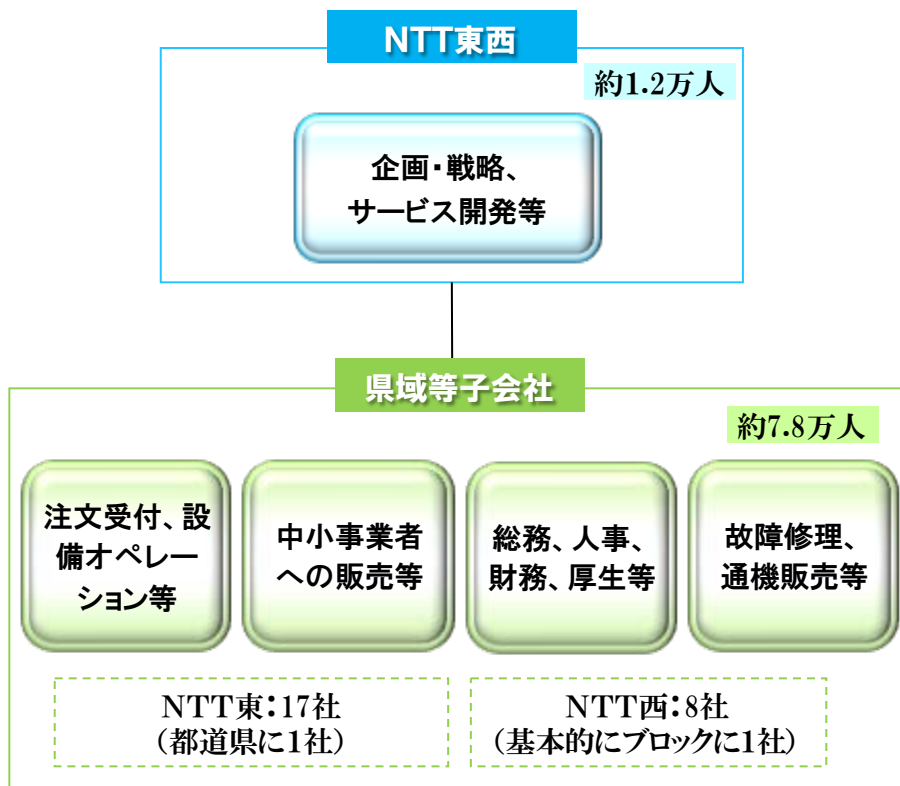 NTT東西
約1.2万人
企画・戦略、
サービス開発等
県域等子会社
約7.8万人
注文受付、設
備オペレー
ション等
中小事業者
への販売等
総務、人事、
財務、厚生等
故障修理、
通機販売等
NTT東：17社
（都道県に1社）
NTT西：8社
（基本的にブロックに1社）